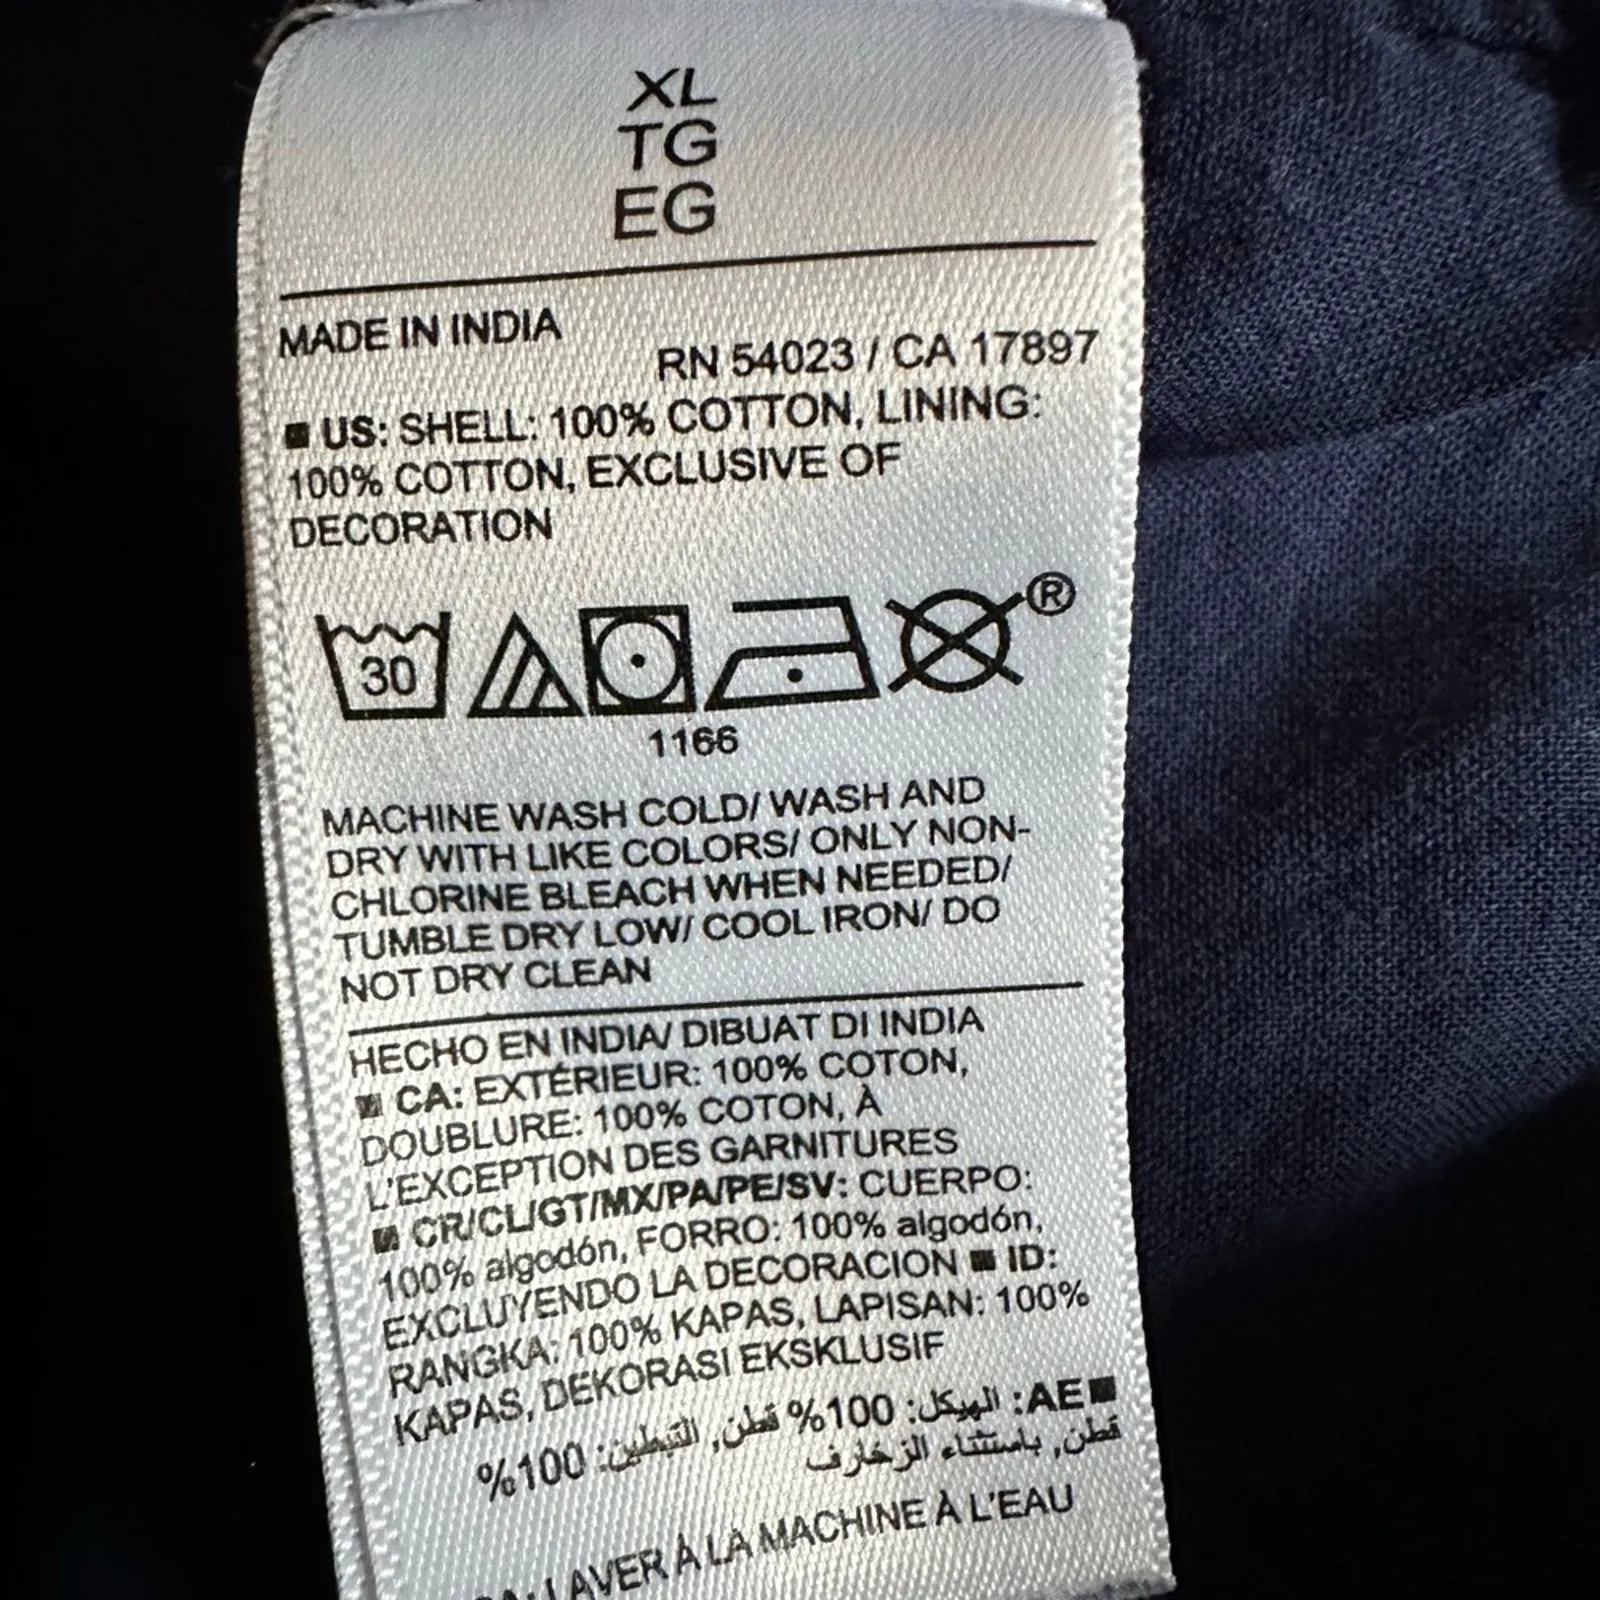 XL
TG
EG
MADE IN INDIA
RN 54023 / CA 17897
■ US: SHELL: 100% COTTON, LINING:
100% COTTON, EXCLUSIVE OF
DECORATION
30
®
1166
MACHINE WASH COLD/ WASH AND
DRY WITH LIKE COLORS/ ONLY NON-
CHLORINE BLEACH WHEN NEEDED/
TUMBLE DRY LOW/ COOL IRON/ DO
NOT DRY CLEAN
HECHO EN INDIA/ DIBUAT DI INDIA
■ CA: EXTÉRIEUR: 100% COTON,
DOUBLURE: 100% COTON, À
L'EXCEPTION DES GARNITURES
■ CR/CL/GT/MX/PA/PE/SV: CUERPO:
100% algodón, FORRO: 100% algodón,
EXCLUYENDO LA DECORACION ■ ID:
RANGKA: 100% KAPAS, LAPISAN: 100%
KAPAS, DEKORASI EKSKLUSIF
■AE: الهيكل: 100% قطن, التبطين: 100%
قطن, باستثناء الزخارف
LAVER À LA MACHINE À L'EAU